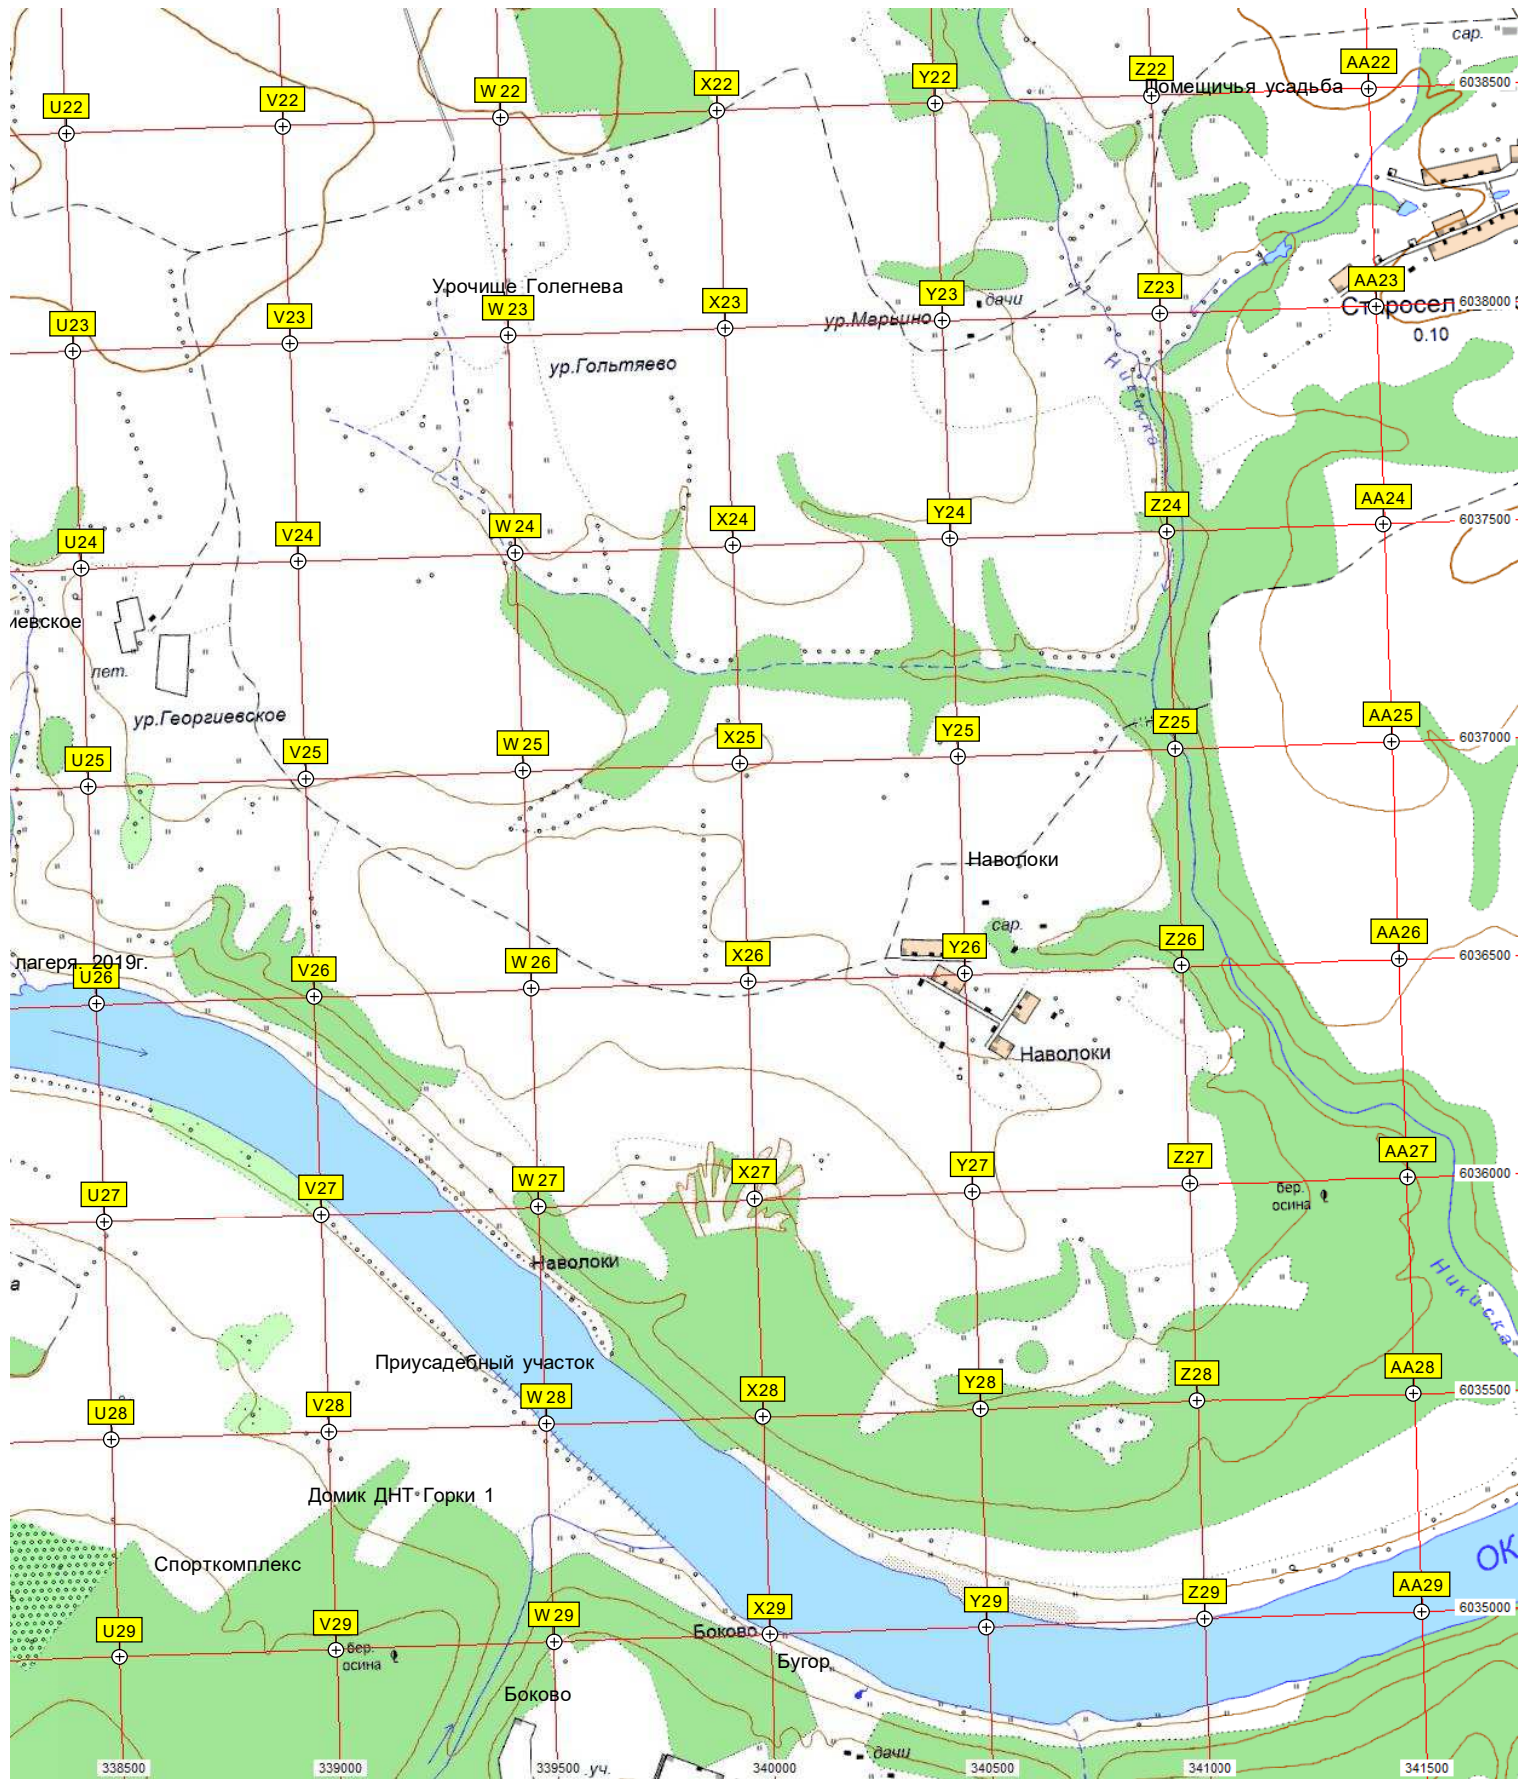 сар.
AA22
6038500
Z22
Помещичья усадьба
Y22
X22
W 22
V22
U22
Урочище Голегнева
AA23
Z23
6038000
Y23
дачи
X23
ур.Марьино
W 23
V23
U23
Старосел...
0.10
ур.Гольтяево
Никиска
AA24
6037500
Z24
Y24
X24
W 24
V24
U24
иевское
лет.
ур.Георгиевское
AA25
6037000
Z25
Y25
X25
W 25
V25
U25
Наволоки
сар.
AA26
6036500
Z26
Y26
X26
W 26
V26
лагеря. 2019г.
U26
Наволоки
AA27
6036000
Z27
Y27
X27
W 27
V27
U27
бер.
осина
Наволоки
а
Никиска
Приусадебный участок
AA28
6035500
Z28
Y28
X28
W 28
V28
U28
Домик ДНТ Горки 1
Спорткомплекс
ОК
AA29
6035000
Z29
Y29
X29
W 29
V29
U29
Боково
бер.
осина
Бугор
Боково
дачи
уч.
338500
339000
339500
340000
340500
341000
341500